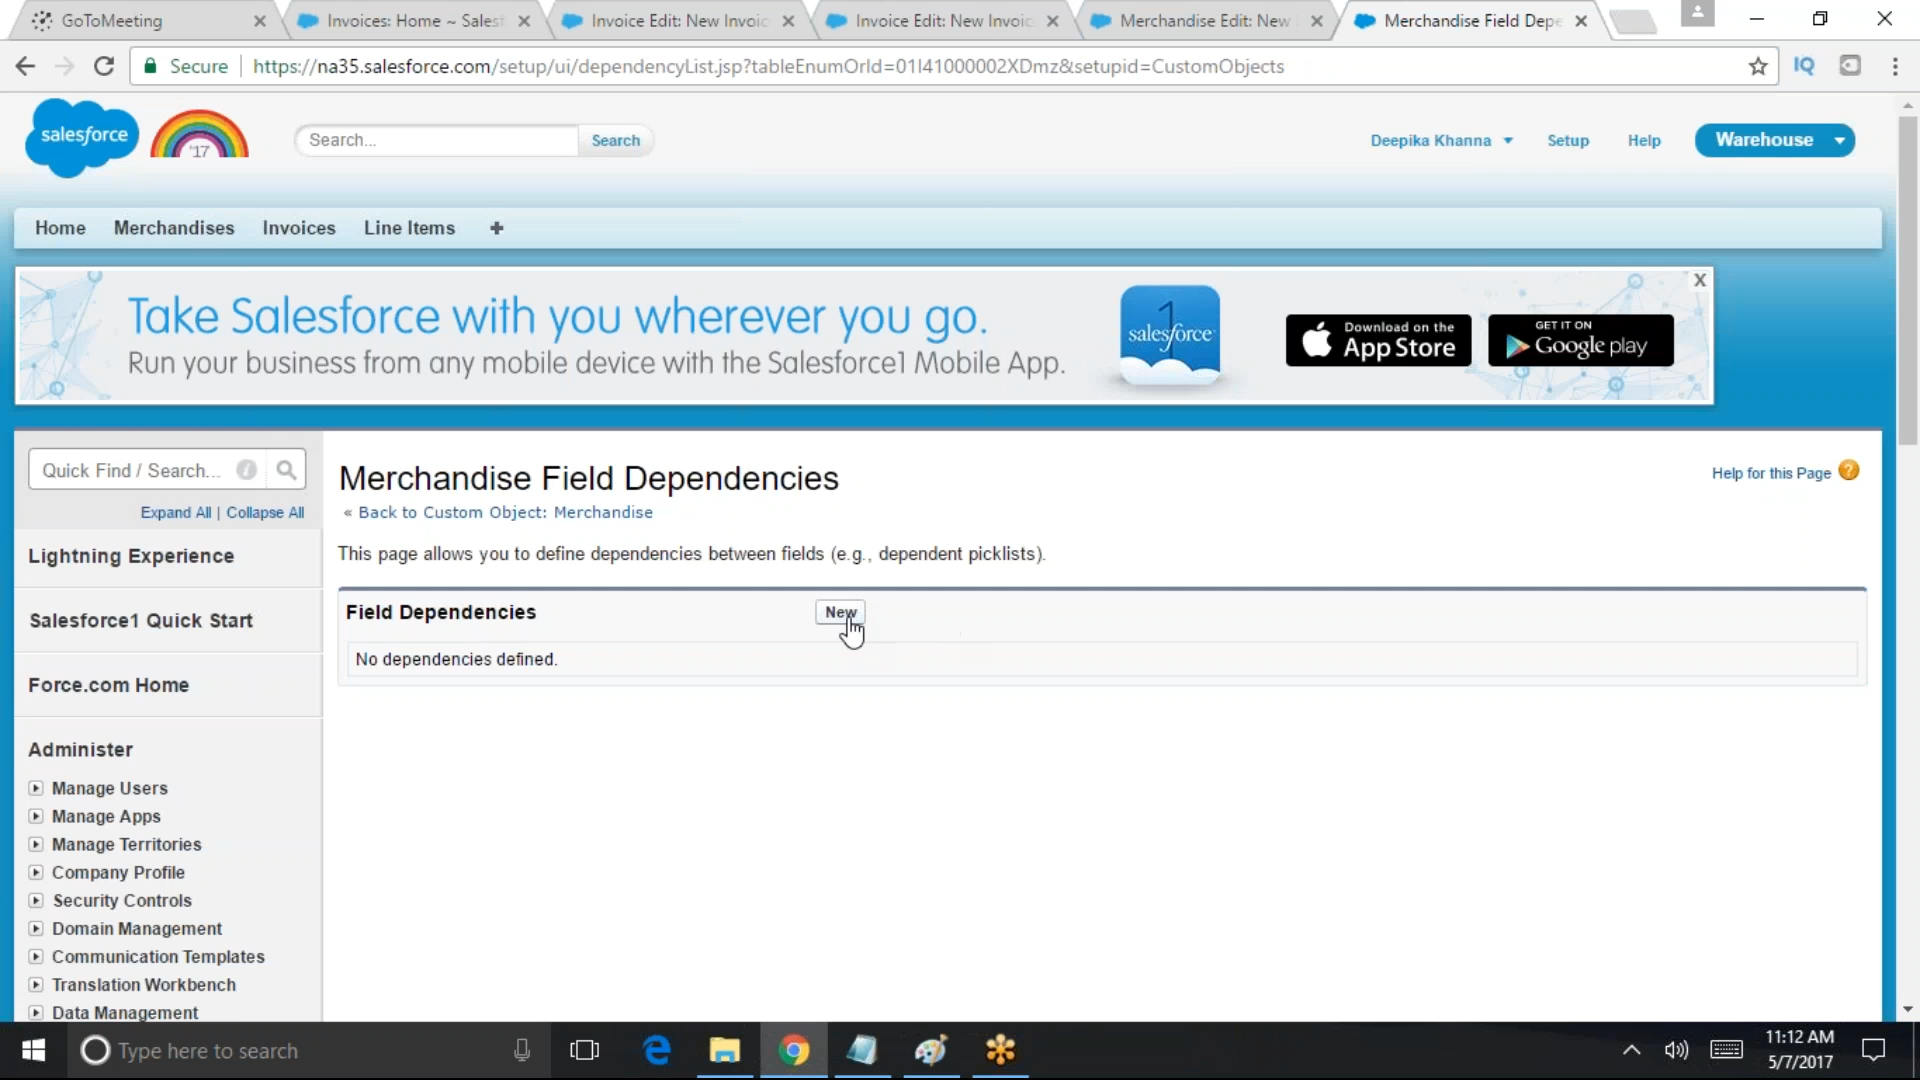 GoToMeeting
Invoices: Home ~ Salesf
Invoice Edit: New Invoic
Invoice Edit: New Invoic
Merchandise Edit: New
Merchandise Field Depe
Secure
https://na35.salesforce.com/setup/ui/dependencyList.jsp?tableEnumOrId=01I41000002XDmz&setupid=CustomObjects
IQ
salesforce
'17
Search...
Search
Deepika Khanna
Setup
Help
Warehouse
Home
Merchandises
Invoices
Line Items
+
Take Salesforce with you wherever you go.
Run your business from any mobile device with the Salesforce1 Mobile App.
1
salesforce
Download on the
App Store
GET IT ON
Google play
X
Quick Find / Search...
Expand All | Collapse All
Lightning Experience
Salesforce1 Quick Start
Force.com Home
Administer
Manage Users
Manage Apps
Manage Territories
Company Profile
Security Controls
Domain Management
Communication Templates
Translation Workbench
Data Management
Merchandise Field Dependencies
« Back to Custom Object: Merchandise
Help for this Page
This page allows you to define dependencies between fields (e.g., dependent picklists).
Field Dependencies
New
No dependencies defined.
Type here to search
11:12 AM
5/7/2017